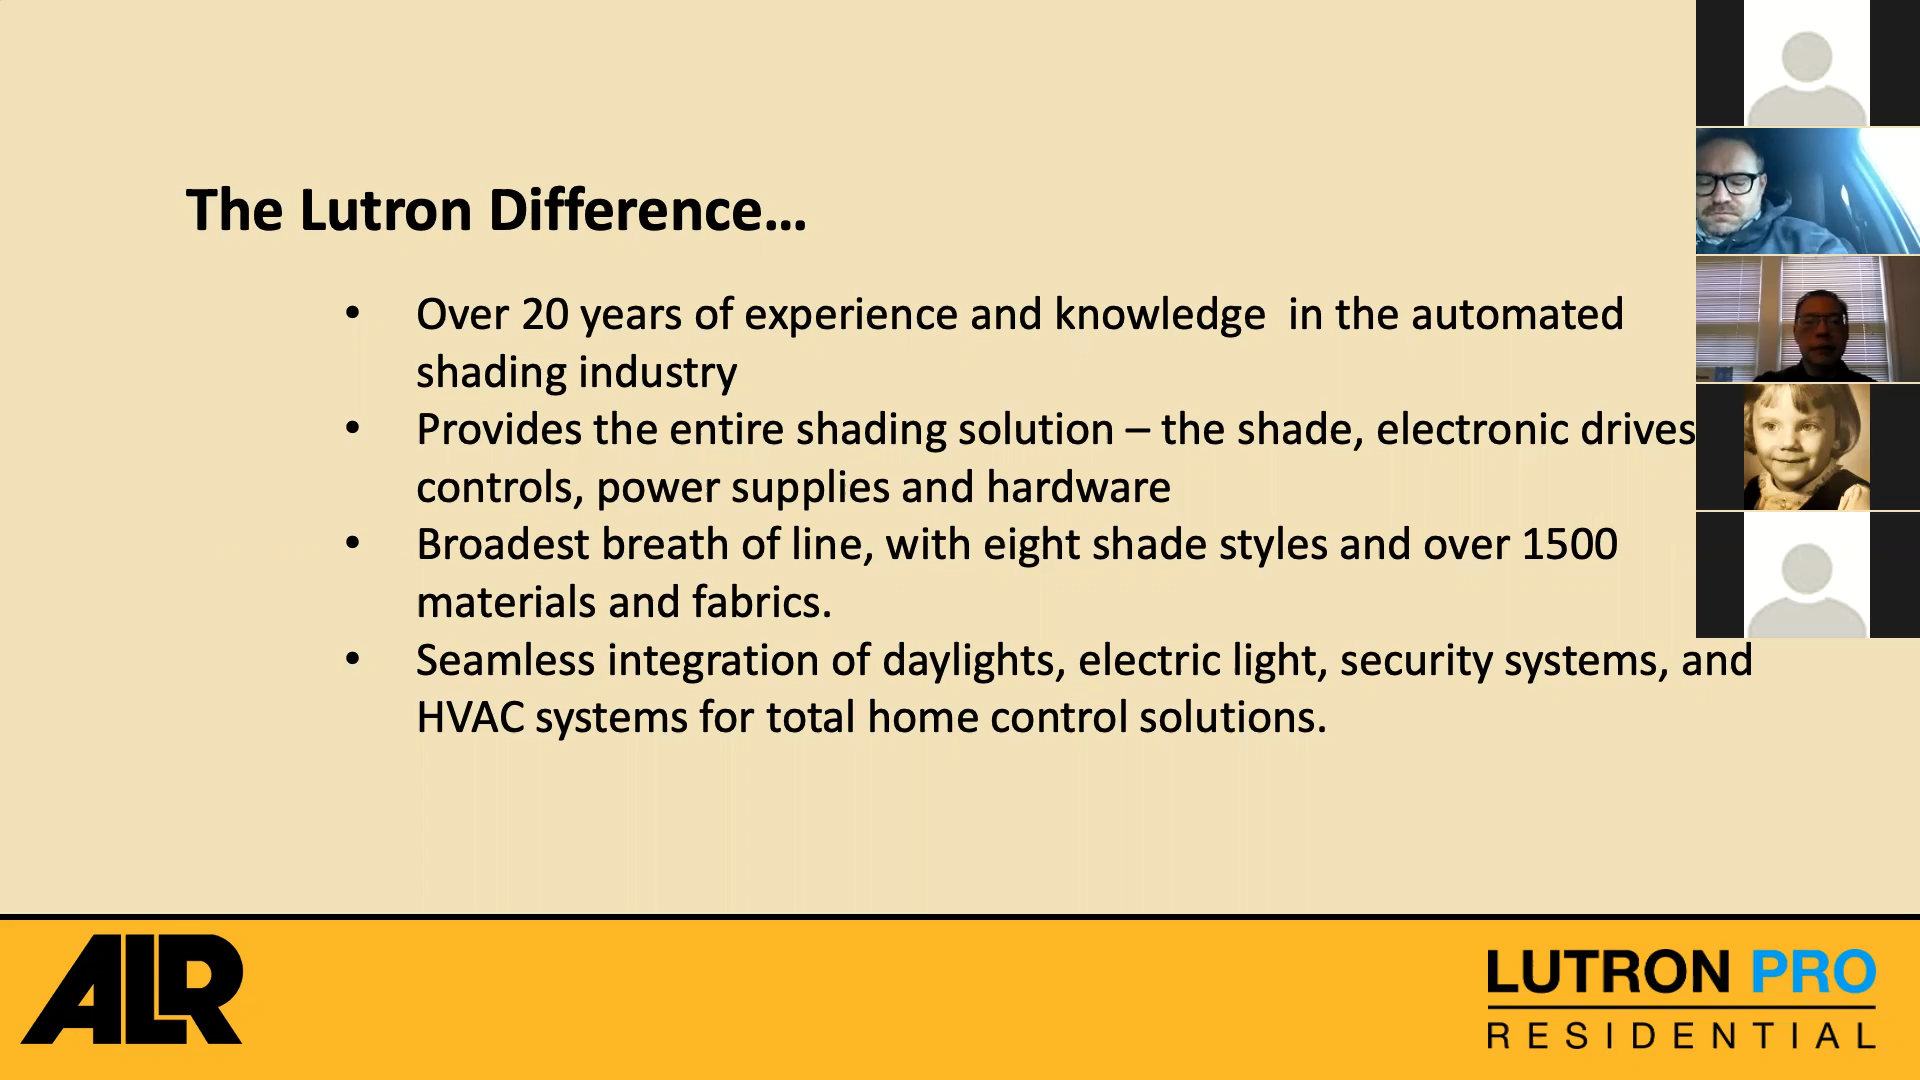 The Lutron Difference...
• Over 20 years of experience and knowledge  in the automated
shading industry
• Provides the entire shading solution – the shade, electronic drives
controls, power supplies and hardware
• Broadest breath of line, with eight shade styles and over 1500
materials and fabrics.
• Seamless integration of daylights, electric light, security systems, and
HVAC systems for total home control solutions.
ALR
LUTRON PRO
RESIDENTIAL